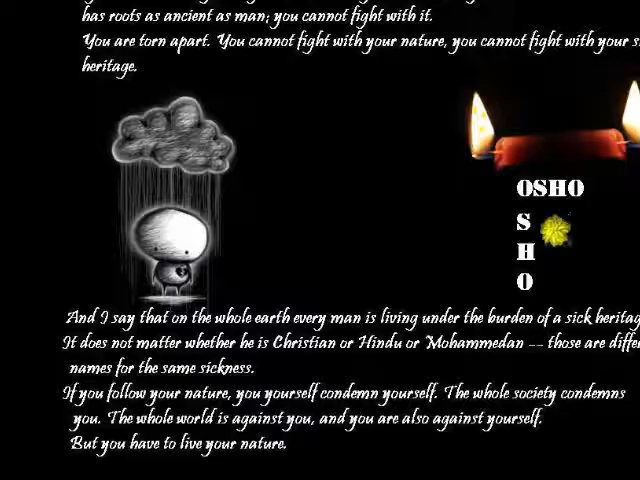 has roots as ancient as man; you cannot fight with it.
You are torn apart. You cannot fight with your nature, you cannot fight with your
heritage.
OSHO
S
H
O
And I say that on the whole earth every man is living under the burden of a sick
It does not matter whether he is Christian or Hindu or Mohammedan -- those are
names for the same sickness.
If you follow your nature, you yourself condemn yourself. The whole society condemns
you. The whole world is against you, and you are also against yourself.
But you have to live your nature.